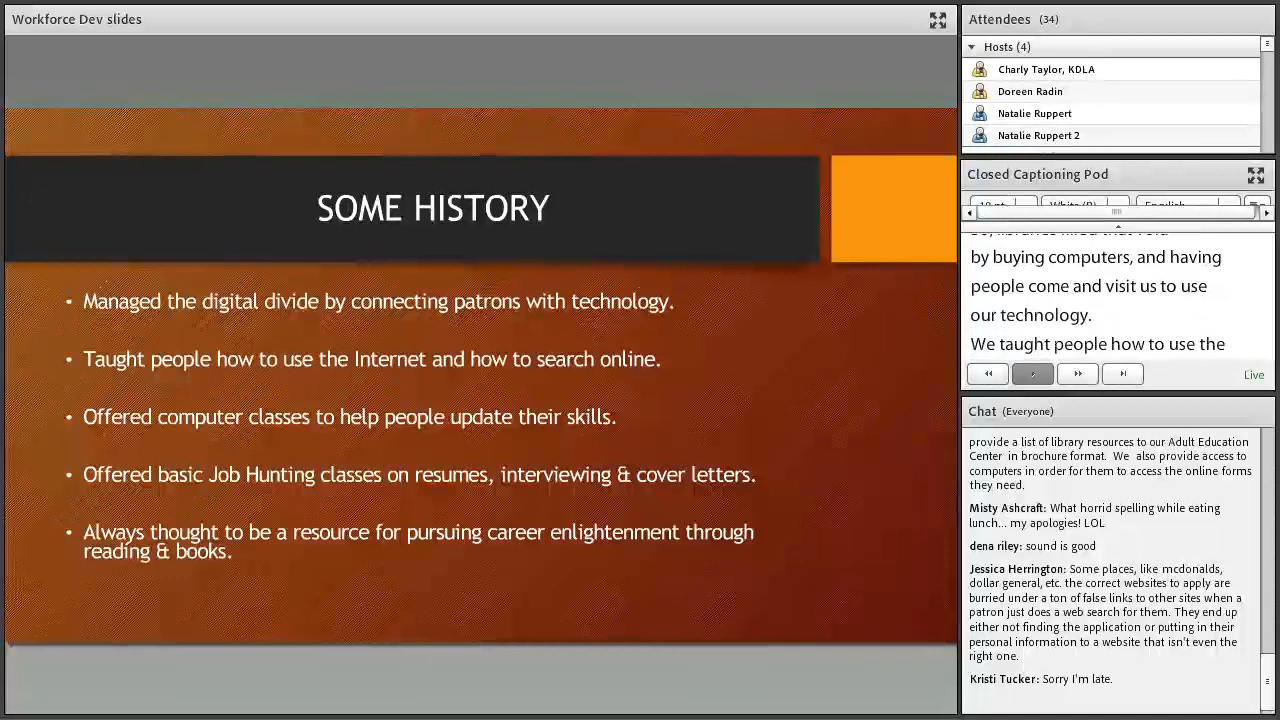 Workforce Dev slides
SOME HISTORY
• Managed the digital divide by connecting patrons with technology.
• Taught people how to use the Internet and how to search online.
• Offered computer classes to help people update their skills.
• Offered basic Job Hunting classes on resumes, interviewing & cover letters.
• Always thought to be a resource for pursuing career enlightenment through
reading & books.
Attendees (34)
Hosts (4)
Charly Taylor, KDLA
Doreen Radin
Natalie Ruppert
Natalie Ruppert 2
Closed Captioning Pod
English
by buying computers, and having
people come and visit us to use
our technology.
We taught people how to use the
Live
Chat (Everyone)
provide a list of library resources to our Adult Education
Center in brochure format. We also provide access to
computers in order for them to access the online forms
they need.
Misty Ashcraft: What horrid spelling while eating
lunch... my apologies! LOL
dena riley: sound is good
Jessica Herrington: Some places, like mcdonalds,
dollar general, etc. the correct websites to apply are
burried under a ton of false links to other sites when a
patron just does a web search for them. They end up
either not finding the application or putting in their
personal information to a website that isn't even the
right one.
Kristi Tucker: Sorry I'm late.